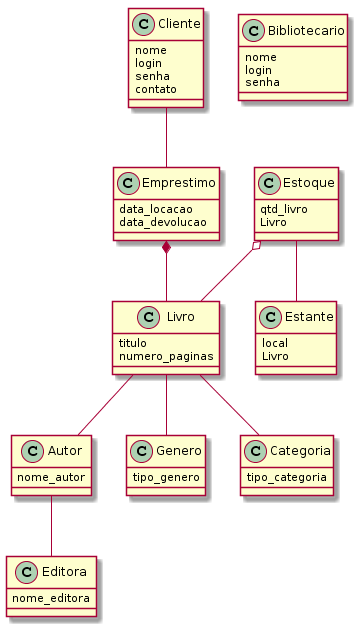 C Cliente
nome
login
senha
contato
C Bibliotecario
nome
login
senha
C Emprestimo
data_locacao
data_devolucao
C Estoque
qtd_livro
Livro
C Livro
titulo
numero_paginas
C Estante
local
Livro
C Autor
nome_autor
C Genero
tipo_genero
C Categoria
tipo_categoria
C Editora
nome_editora